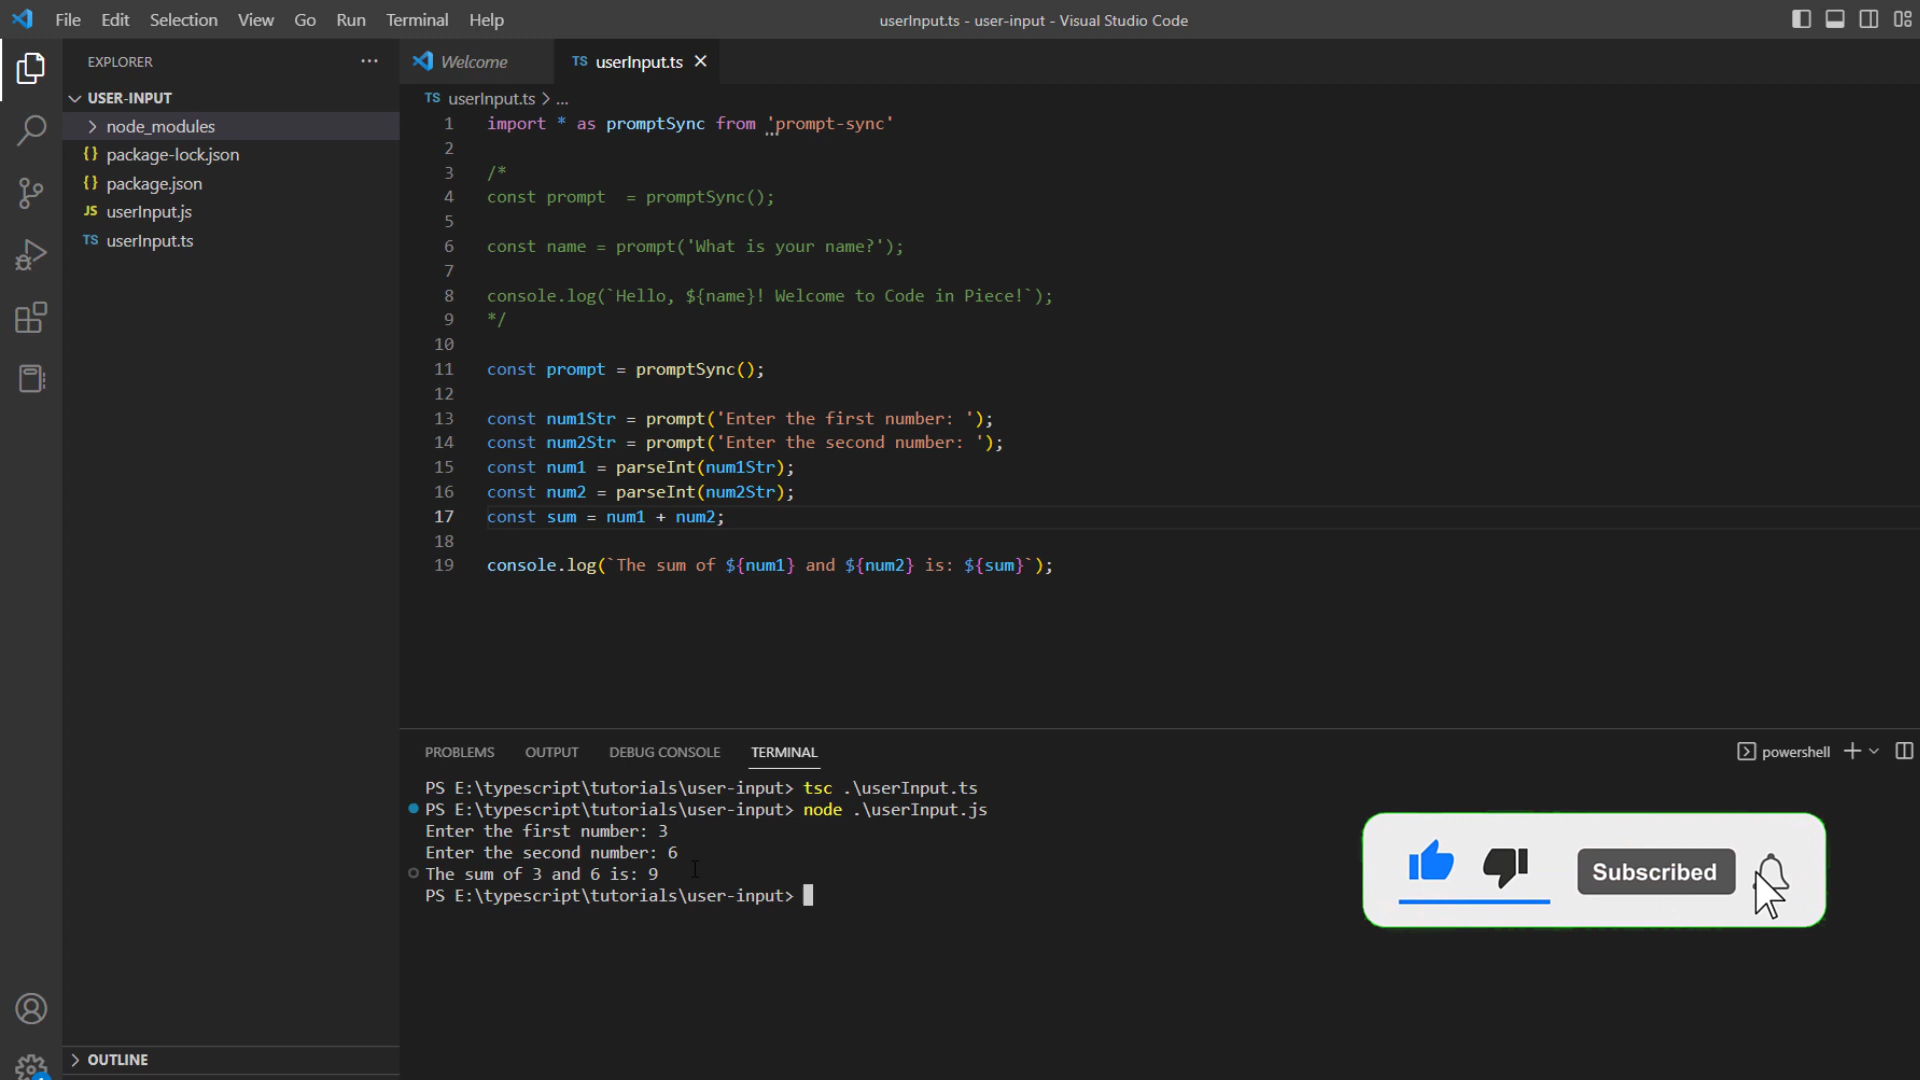 File Edit Selection View Go Run Terminal Help
userInput.ts - user-input - Visual Studio Code
EXPLORER
USER-INPUT
node_modules
{} package-lock.json
{} package.json
JS userInput.js
TS userInput.ts
OUTLINE
Welcome
TS userInput.ts
TS userInput.ts > ...
1 import * as promptSync from 'prompt-sync'
2
3 /*
4 const prompt  = promptSync();
5
6 const name = prompt('What is your name?');
7
8 console.log(`Hello, ${name}! Welcome to Code in Piece!`);
9 */
10
11 const prompt = promptSync();
12
13 const num1Str = prompt('Enter the first number: ');
14 const num2Str = prompt('Enter the second number: ');
15 const num1 = parseInt(num1Str);
16 const num2 = parseInt(num2Str);
17 const sum = num1 + num2;
18
19 console.log(`The sum of ${num1} and ${num2} is: ${sum}`);
PROBLEMS OUTPUT DEBUG CONSOLE TERMINAL
powershell
PS E:\typescript\tutorials\user-input> tsc .\userInput.ts
PS E:\typescript\tutorials\user-input> node .\userInput.js
Enter the first number: 3
Enter the second number: 6
The sum of 3 and 6 is: 9
PS E:\typescript\tutorials\user-input>
Subscribed